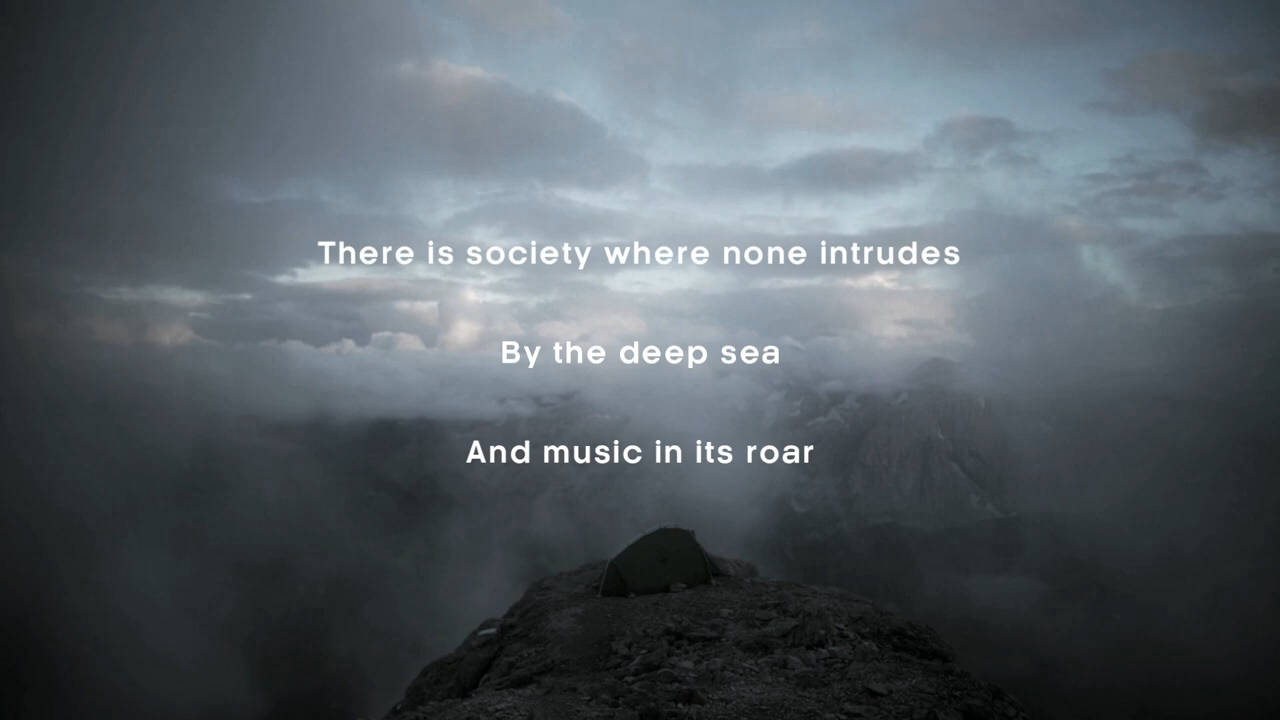 There is society where none intrudes
By the deep sea
And music in its roar